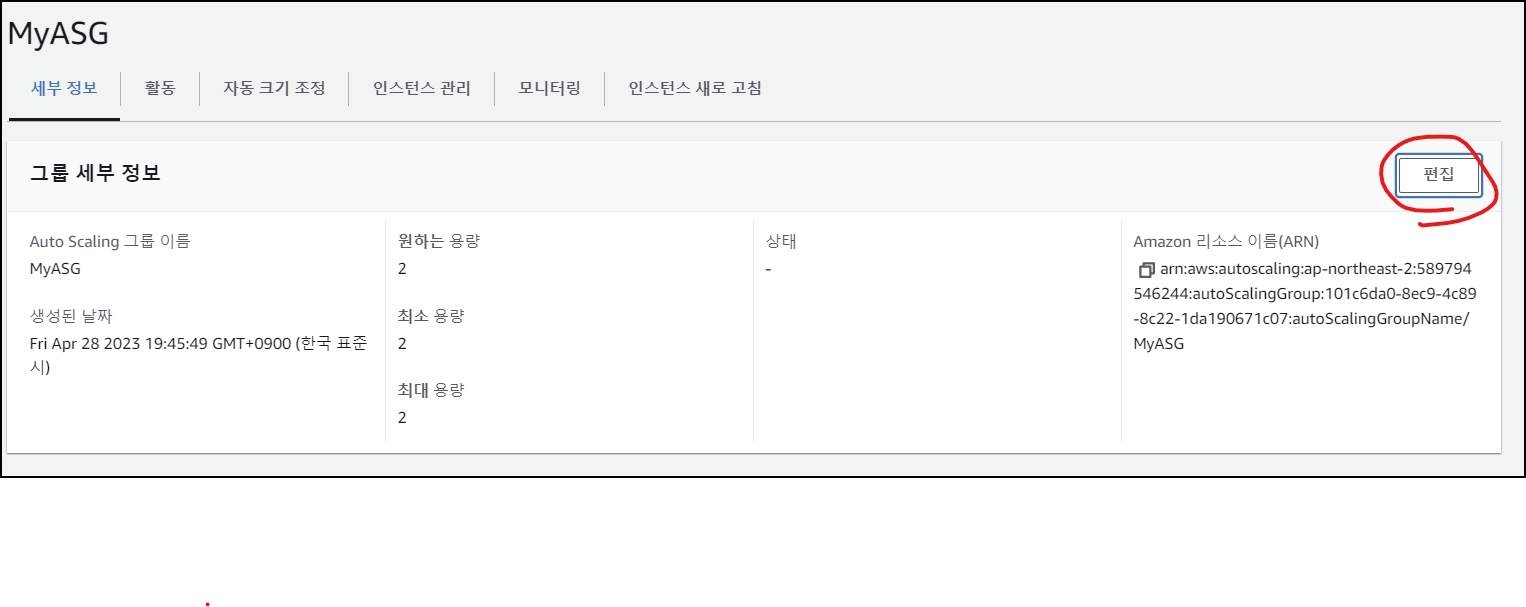 MyASG
세부 정보 활동 자동 크기 조정 인스턴스 관리 모니터링 인스턴스 새로 고침
그룹 세부 정보
편집
Auto Scaling 그룹 이름
MyASG
생성된 날짜
Fri Apr 28 2023 19:45:49 GMT+0900 (한국 표준
시)
원하는 용량
2
최소 용량
2
최대 용량
2
상태
-
Amazon 리소스 이름(ARN)
arn:aws:autoscaling:ap-northeast-2:589794
546244:autoScalingGroup:101c6da0-8ec9-4c89
-8c22-1da190671c07:autoScalingGroupName/
MyASG